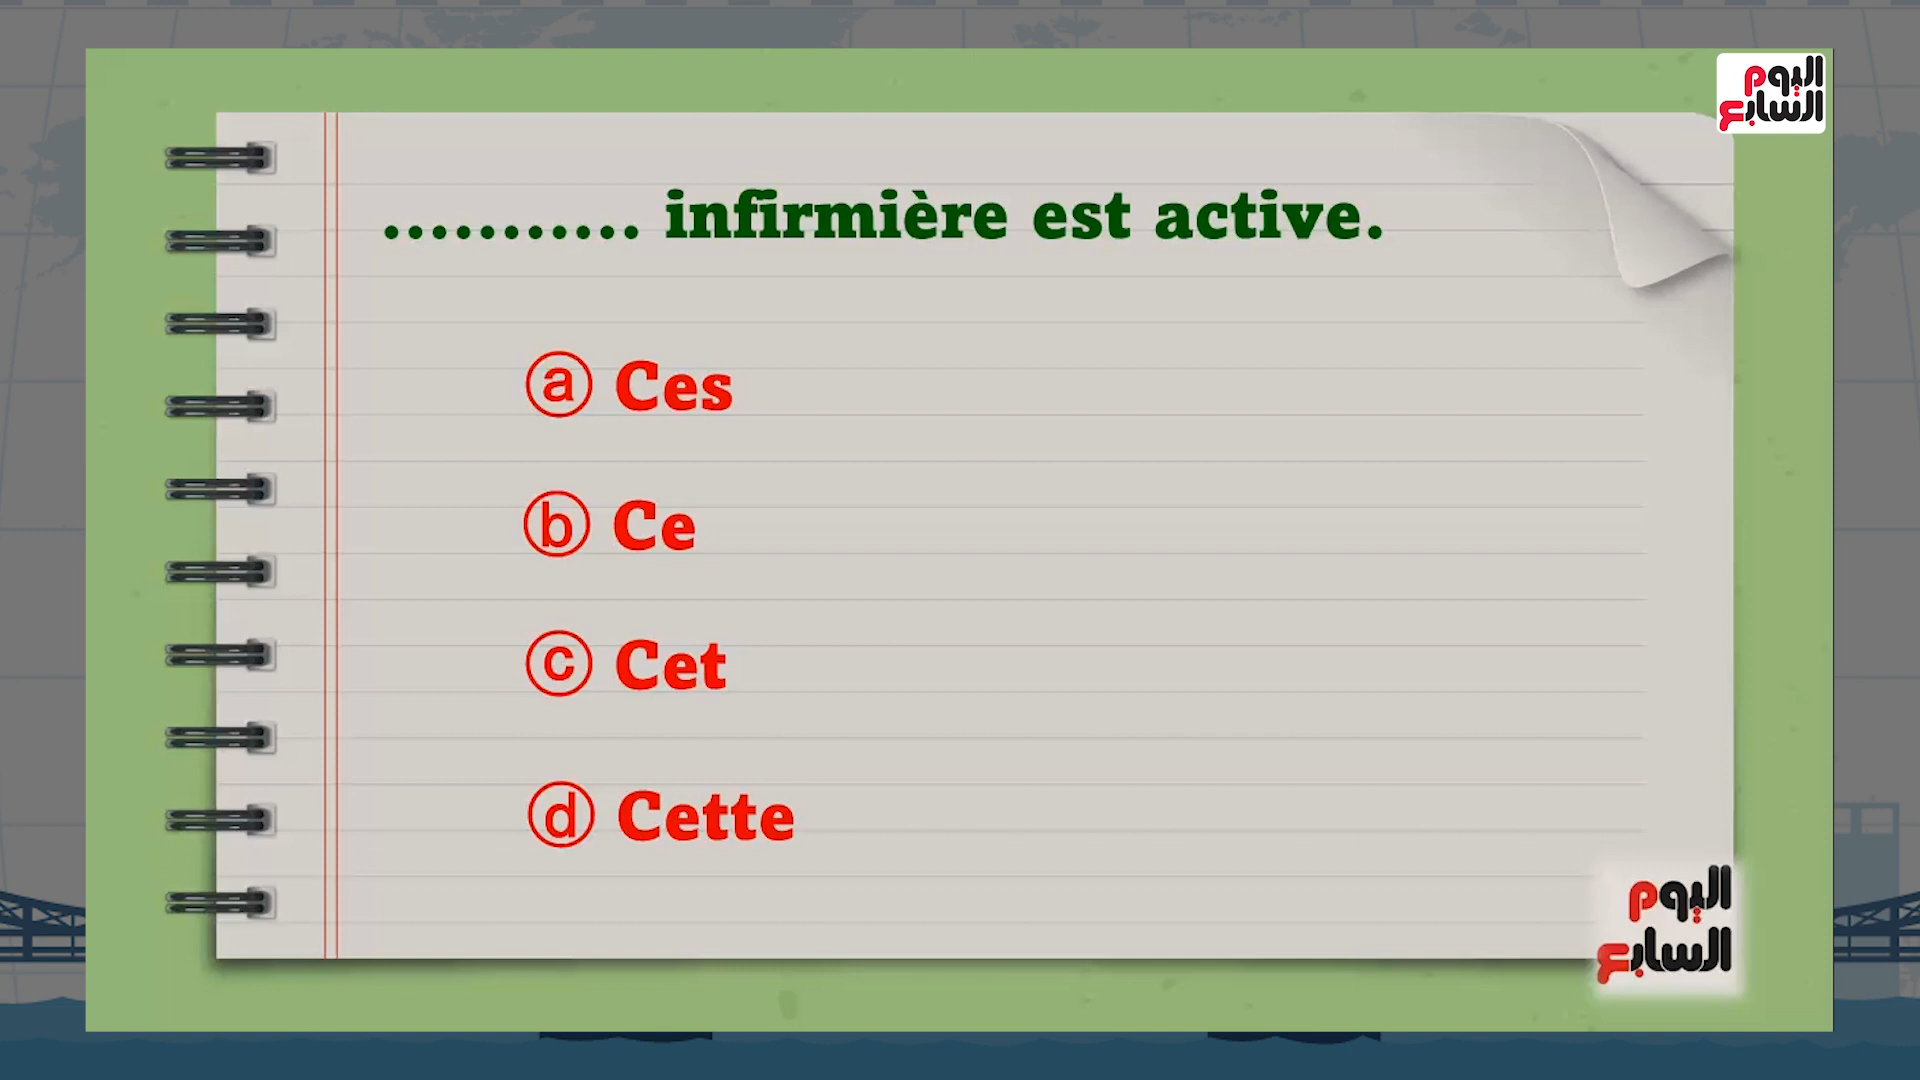 اليوم
السابع
........... infirmière est active.
ⓐ Ces
ⓑ Ce
ⓒ Cet
ⓓ Cette
اليوم
السابع